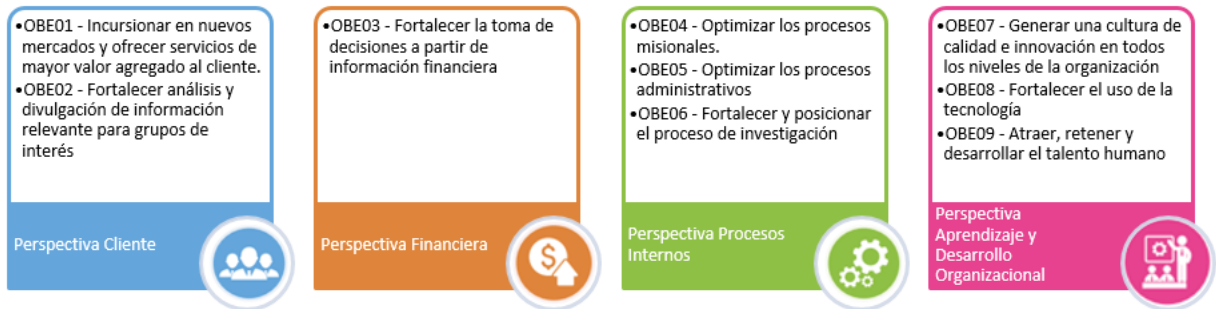 •OBE01 - Incursionar en nuevos
mercados y ofrecer servicios de
mayor valor agregado al cliente.
•OBE02 - Fortalecer análisis y
divulgación de información
relevante para grupos de
interés
Perspectiva Cliente
•OBE03 - Fortalecer la toma de
decisiones a partir de
información financiera
Perspectiva Financiera
•OBE04 - Optimizar los procesos
misionales.
•OBE05 - Optimizar los procesos
administrativos
•OBE06 - Fortalecer y posicionar
el proceso de investigación
Perspectiva Procesos
Internos
•OBE07 - Generar una cultura de
calidad e innovación en todos
los niveles de la organización
•OBE08 - Fortalecer el uso de la
tecnología
•OBE09 - Atraer, retener y
desarrollar el talento humano
Perspectiva
Aprendizaje y
Desarrollo
Organizacional